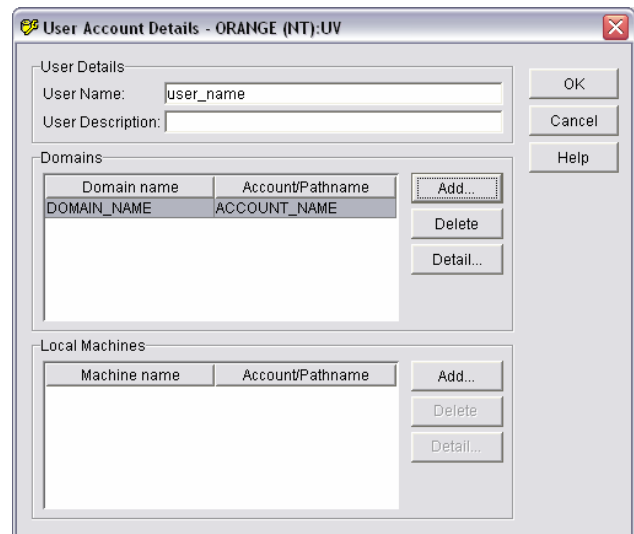 User Account Details - ORANGE (NT):UV
User Details
User Name: user_name
User Description:
OK
Cancel
Help
Domains
Domain name Account/Pathname
DOMAIN_NAME ACCOUNT_NAME
Add...
Delete
Detail...
Local Machines
Machine name Account/Pathname
Add...
Delete
Detail...